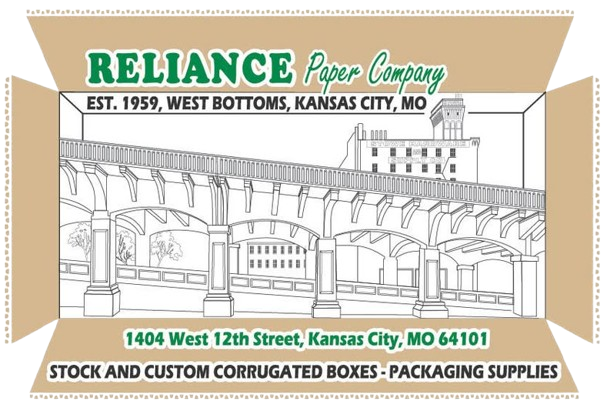 RELIANCE Paper Company
EST. 1959, WEST BOTTOMS, KANSAS CITY, MO
1404 West 12th Street, Kansas City, MO 64101
STOCK AND CUSTOM CORRUGATED BOXES - PACKAGING SUPPLIES